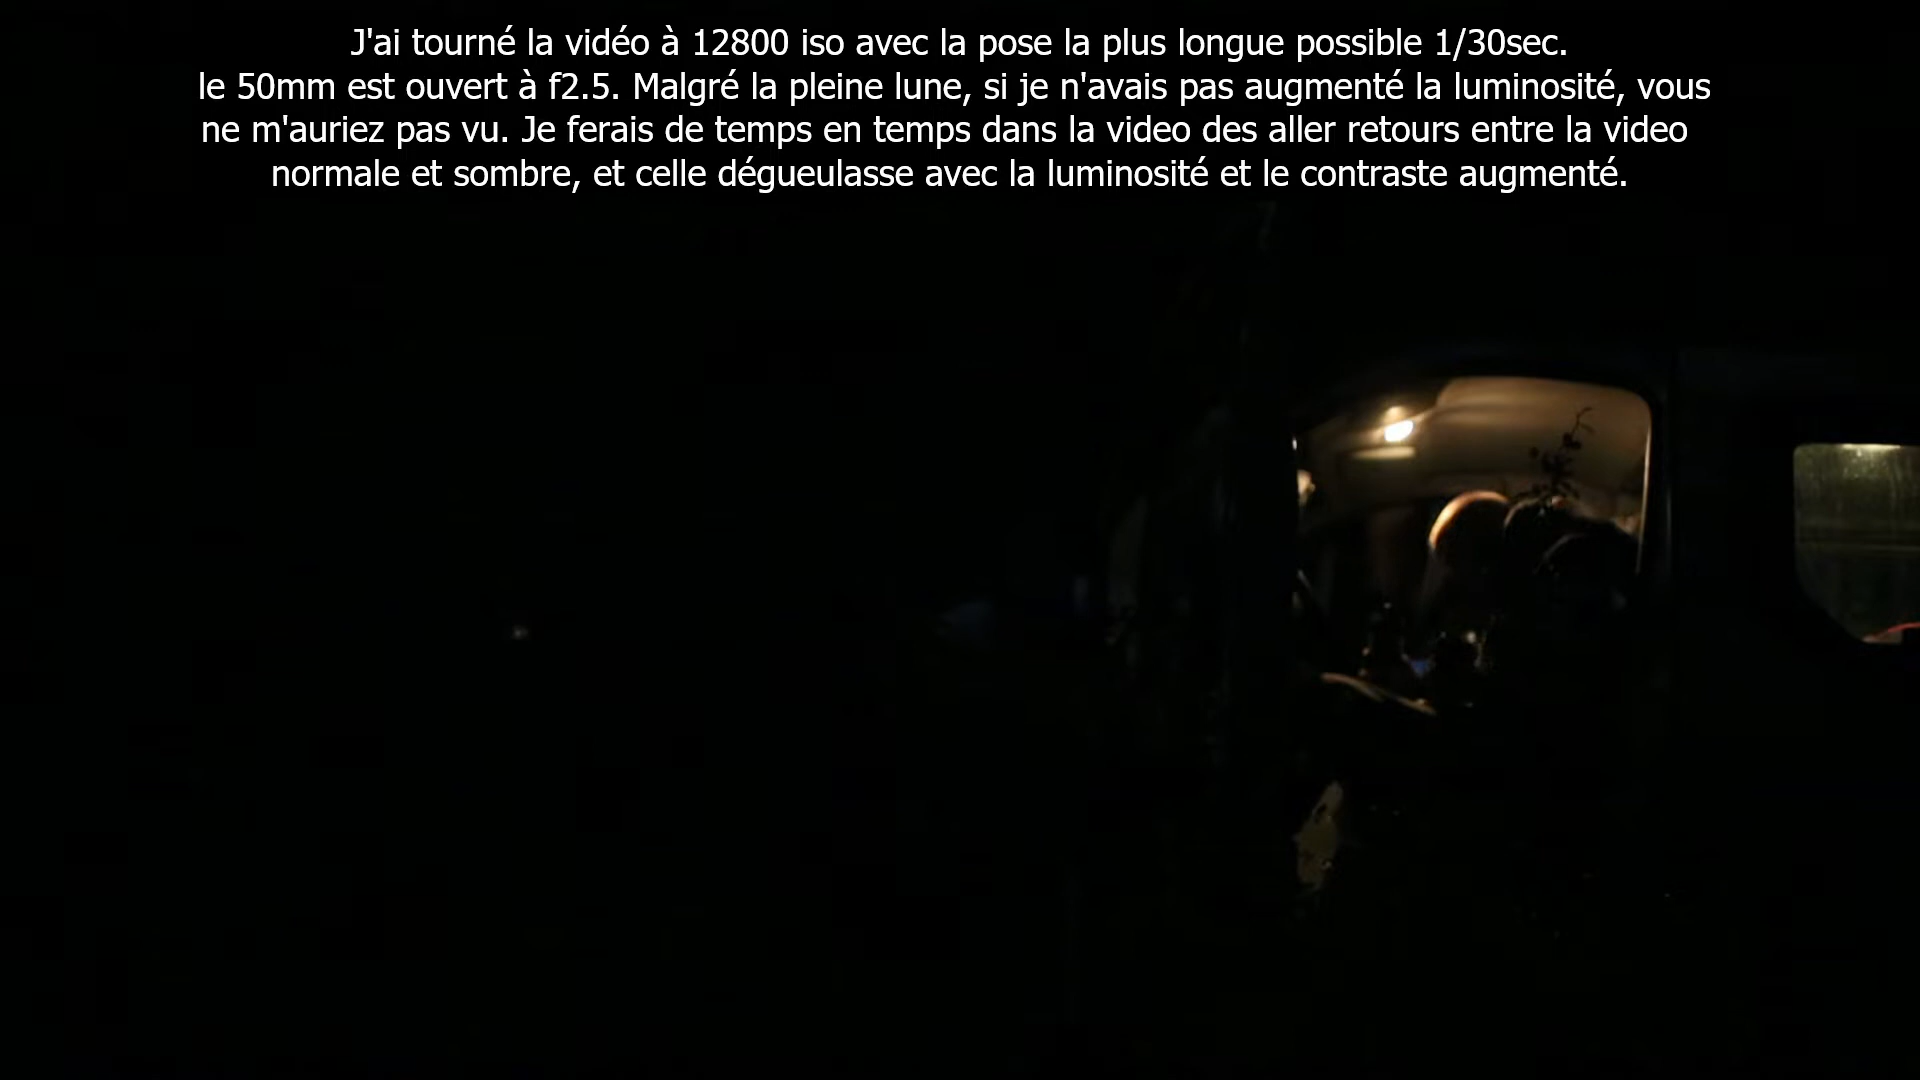 J'ai tourné la vidéo à 12800 iso avec la pose la plus longue possible 1/30sec.
le 50mm est ouvert à f2.5. Malgré la pleine lune, si je n'avais pas augmenté la luminosité, vous
ne m'auriez pas vu. Je ferais de temps en temps dans la video des aller retours entre la video
normale et sombre, et celle dégueulasse avec la luminosité et le contraste augmenté.